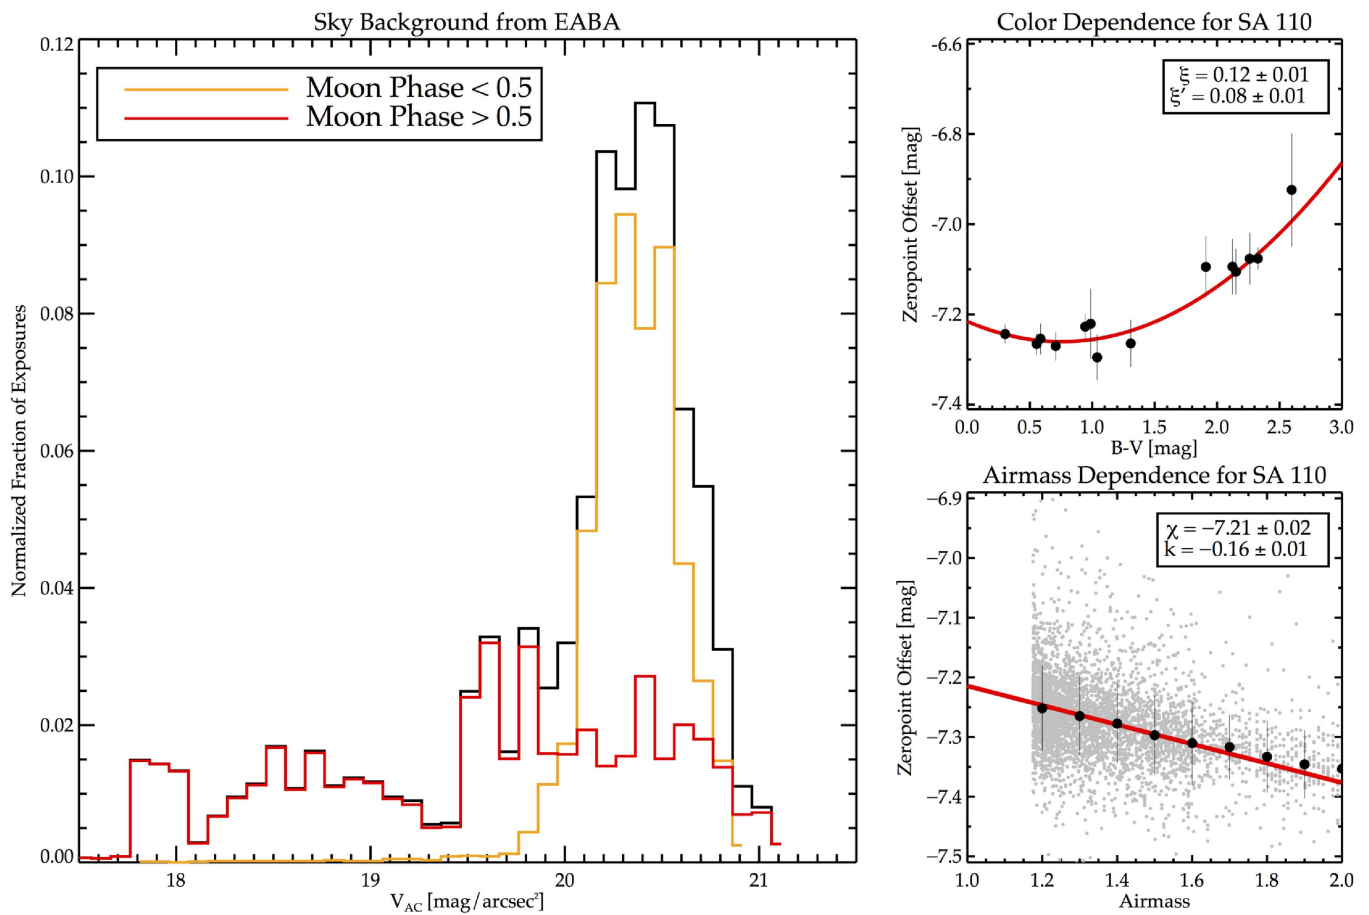 Sky Background from EABA
Moon Phase < 0.5
Moon Phase > 0.5
0.12
0.10
0.08
0.06
0.04
0.02
0.00
Normalized Fraction of Exposures
18
19
20
21
V_AC [mag/arcsec²]
Color Dependence for SA 110
ξ = 0.12 ± 0.01
ξ′ = 0.08 ± 0.01
-6.6
-6.8
-7.0
-7.2
-7.4
Zeropoint Offset [mag]
0.0 0.5 1.0 1.5 2.0 2.5 3.0
B-V [mag]
Airmass Dependence for SA 110
χ = −7.21 ± 0.02
k = −0.16 ± 0.01
−6.9
−7.0
−7.1
−7.2
−7.3
−7.4
−7.5
Zeropoint Offset [mag]
1.0 1.2 1.4 1.6 1.8 2.0
Airmass